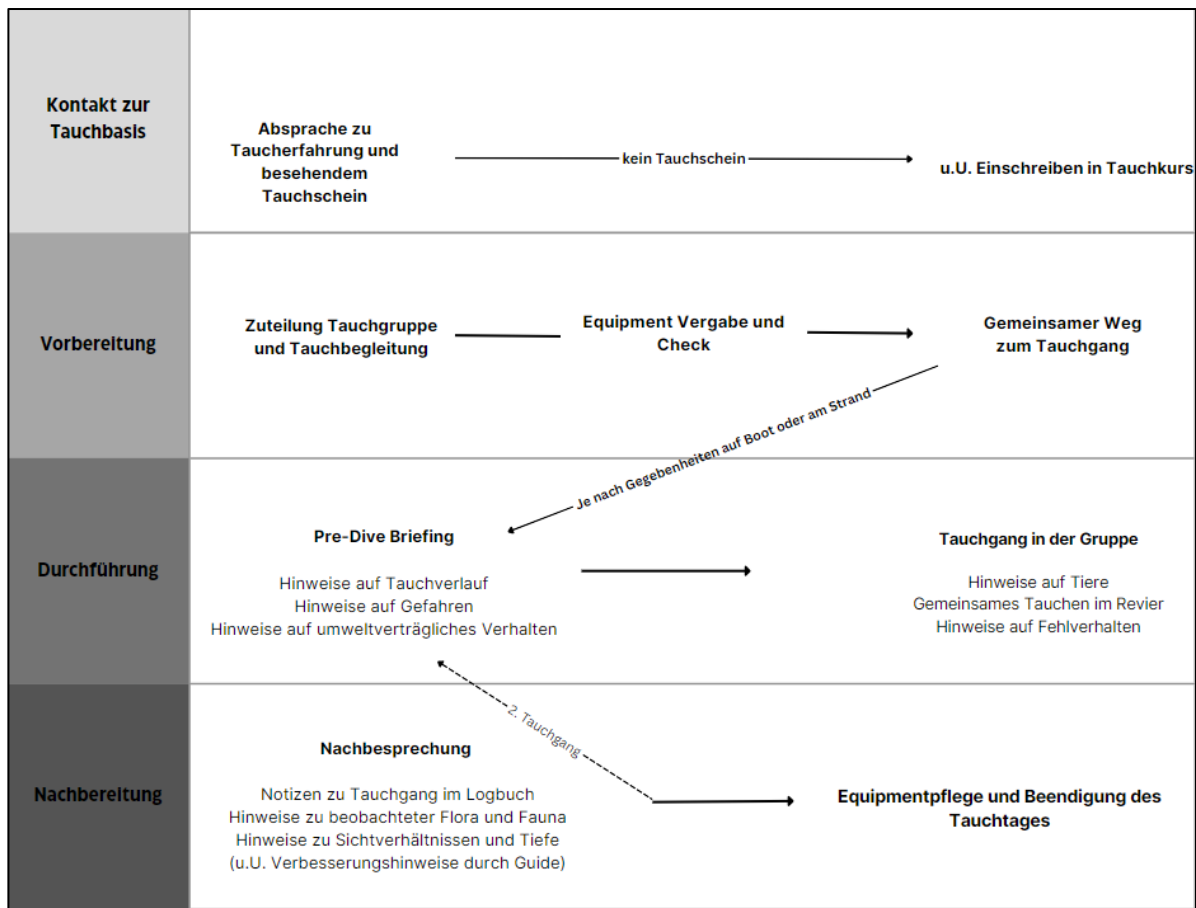 Kontakt zur
Tauchbasis
Absprache zu
Taucherfahrung und
besehendem
Tauchschein
kein Tauchschein
u.U. Einschreiben in Tauchkurs
Vorbereitung
Zuteilung Tauchgruppe
und Tauchbegleitung
Equipment Vergabe und
Check
Gemeinsamer Weg
zum Tauchgang
Je nach Gegebenheiten auf Boot oder am Strand
Durchführung
Pre-Dive Briefing
Hinweise auf Tauchverlauf
Hinweise auf Gefahren
Hinweise auf umweltverträgliches Verhalten
Tauchgang in der Gruppe
Hinweise auf Tiere
Gemeinsames Tauchen im Revier
Hinweise auf Fehlverhalten
2. Tauchgang
Nachbereitung
Nachbesprechung
Notizen zu Tauchgang im Logbuch
Hinweise zu beobachteter Flora und Fauna
Hinweise zu Sichtverhältnissen und Tiefe
(u.U. Verbesserungshinweise durch Guide)
Equipmentpflege und Beendigung des
Tauchtages